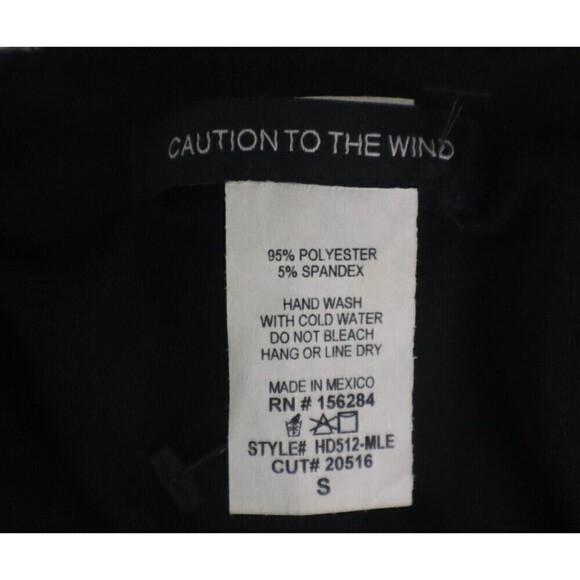 CAUTION TO THE WIND
95% POLYESTER
5% SPANDEX
HAND WASH
WITH COLD WATER
DO NOT BLEACH
HANG OR LINE DRY
MADE IN MEXICO
RN # 156284
STYLE# HD512-MLE
CUT# 20516
S